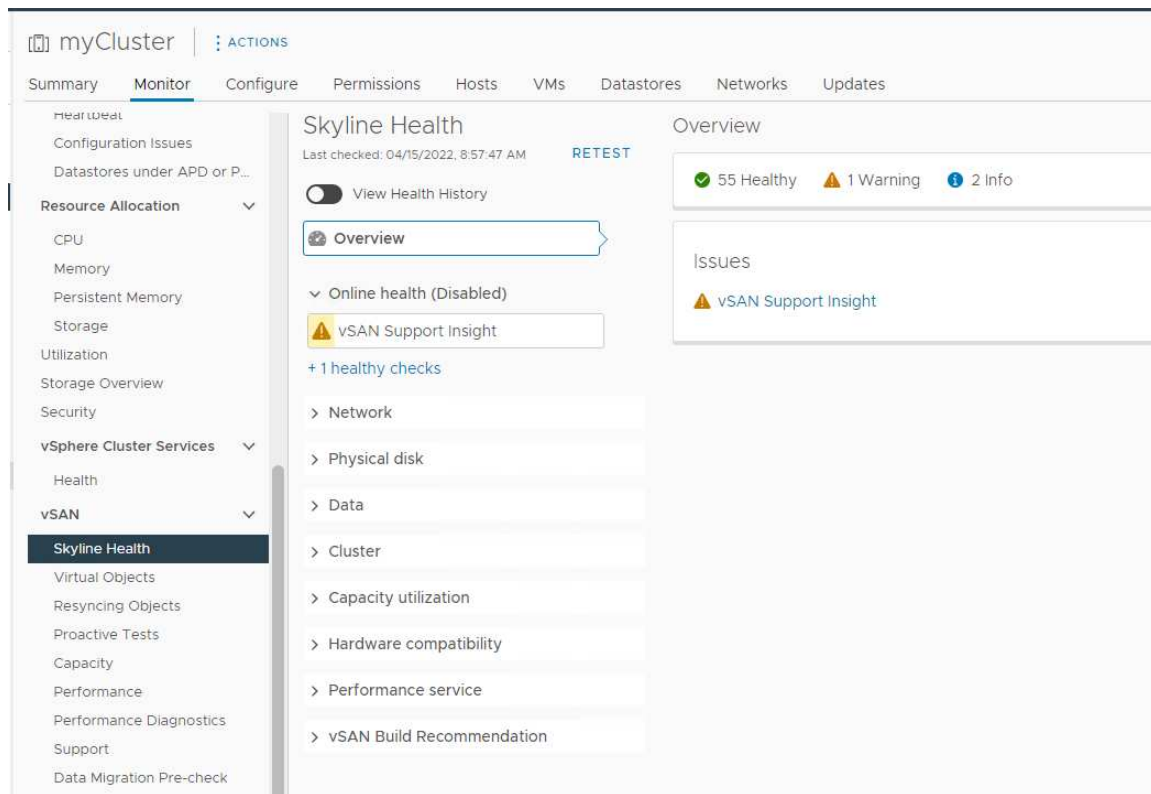 myCluster
ACTIONS
Summary Monitor Configure Permissions Hosts VMs Datastores Networks Updates
Heartbeat
Configuration Issues
Datastores under APD or P...
Resource Allocation
CPU
Memory
Persistent Memory
Storage
Utilization
Storage Overview
Security
vSphere Cluster Services
Health
vSAN
Skyline Health
Virtual Objects
Resyncing Objects
Proactive Tests
Capacity
Performance
Performance Diagnostics
Support
Data Migration Pre-check
Skyline Health
Last checked: 04/15/2022, 8:57:47 AM RETEST
View Health History
Overview
Online health (Disabled)
vSAN Support Insight
+ 1 healthy checks
Network
Physical disk
Data
Cluster
Capacity utilization
Hardware compatibility
Performance service
vSAN Build Recommendation
Overview
55 Healthy 1 Warning 2 Info
Issues
vSAN Support Insight